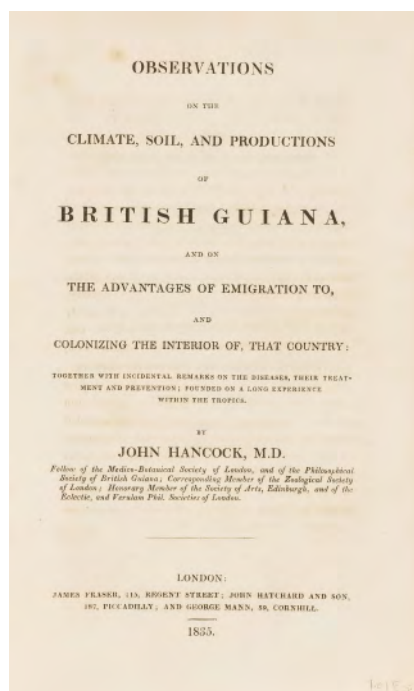 OBSERVATIONS
ON THE
CLIMATE, SOIL, AND PRODUCTIONS
OF
BRITISH GUIANA,
AND ON
THE ADVANTAGES OF EMIGRATION TO,
AND
COLONIZING THE INTERIOR OF, THAT COUNTRY:
TOGETHER WITH INCIDENTAL REMARKS ON THE DISEASES, THEIR TREAT-
MENT AND PREVENTION; FOUNDED ON A LONG EXPERIENCE
WITHIN THE TROPICS.
BY
JOHN HANCOCK, M.D.
Fellow of the Medico-Botanical Society of London, and of the Philosophical
Society of British Guiana; Corresponding Member of the Zoological Society
of London; Honorary Member of the Society of Arts, Edinburgh, and of the
Eclectic, and Verulam Phil. Societies of London.
LONDON:
JAMES FRASER, 215, REGENT STREET; JOHN HATCHARD AND SON,
187, PICCADILLY; AND GEORGE MANN, 39, CORNHILL.
1835.